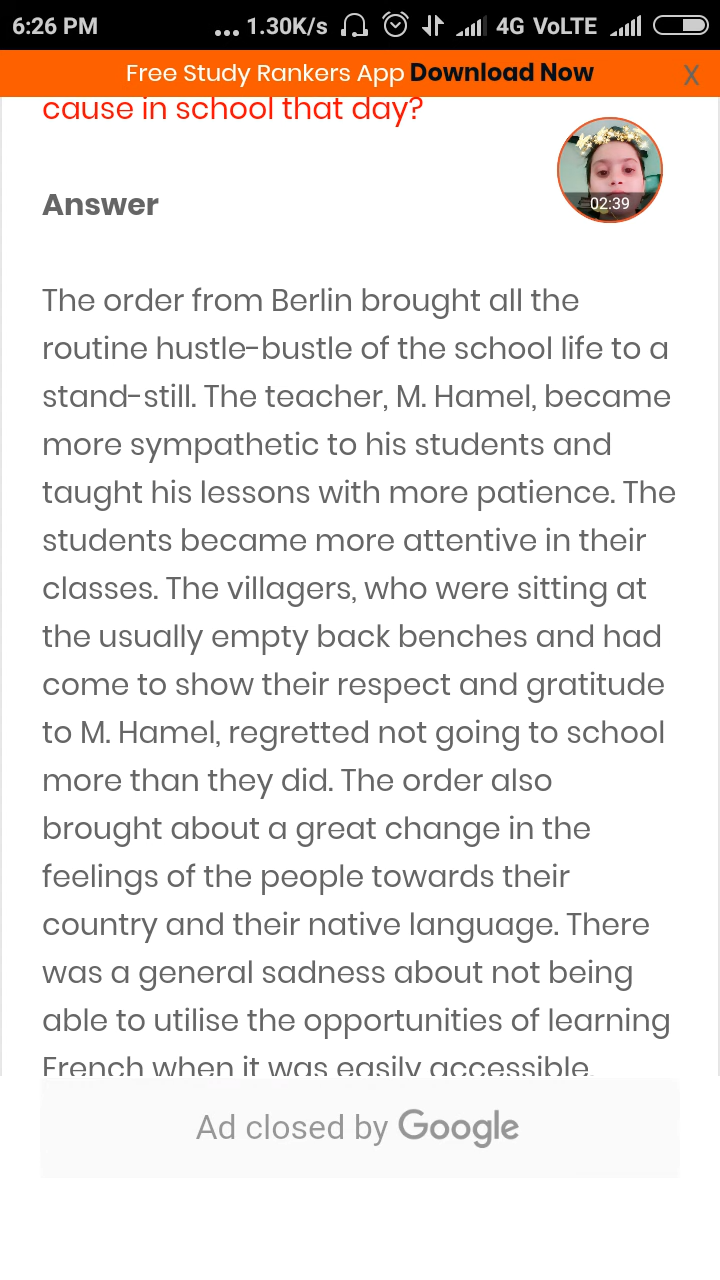 6:26 PM ... 1.30K/s 4G VoLTE
Free Study Rankers App Download Now X
cause in school that day?
02:39
Answer
The order from Berlin brought all the
routine hustle-bustle of the school life to a
stand-still. The teacher, M. Hamel, became
more sympathetic to his students and
taught his lessons with more patience. The
students became more attentive in their
classes. The villagers, who were sitting at
the usually empty back benches and had
come to show their respect and gratitude
to M. Hamel, regretted not going to school
more than they did. The order also
brought about a great change in the
feelings of the people towards their
country and their native language. There
was a general sadness about not being
able to utilise the opportunities of learning
French when it was easily accessible.
Ad closed by Google